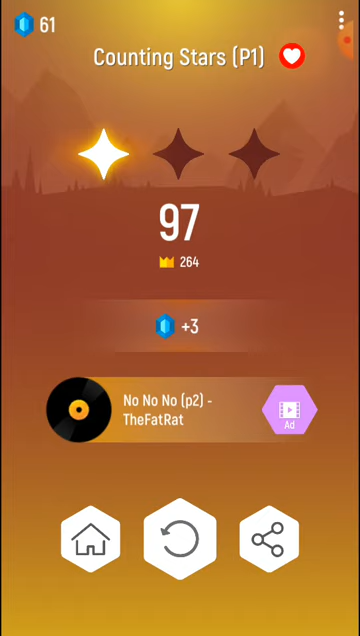 61
Counting Stars (P1)
97
264
+3
No No No (p2) -
TheFatRat
Ad